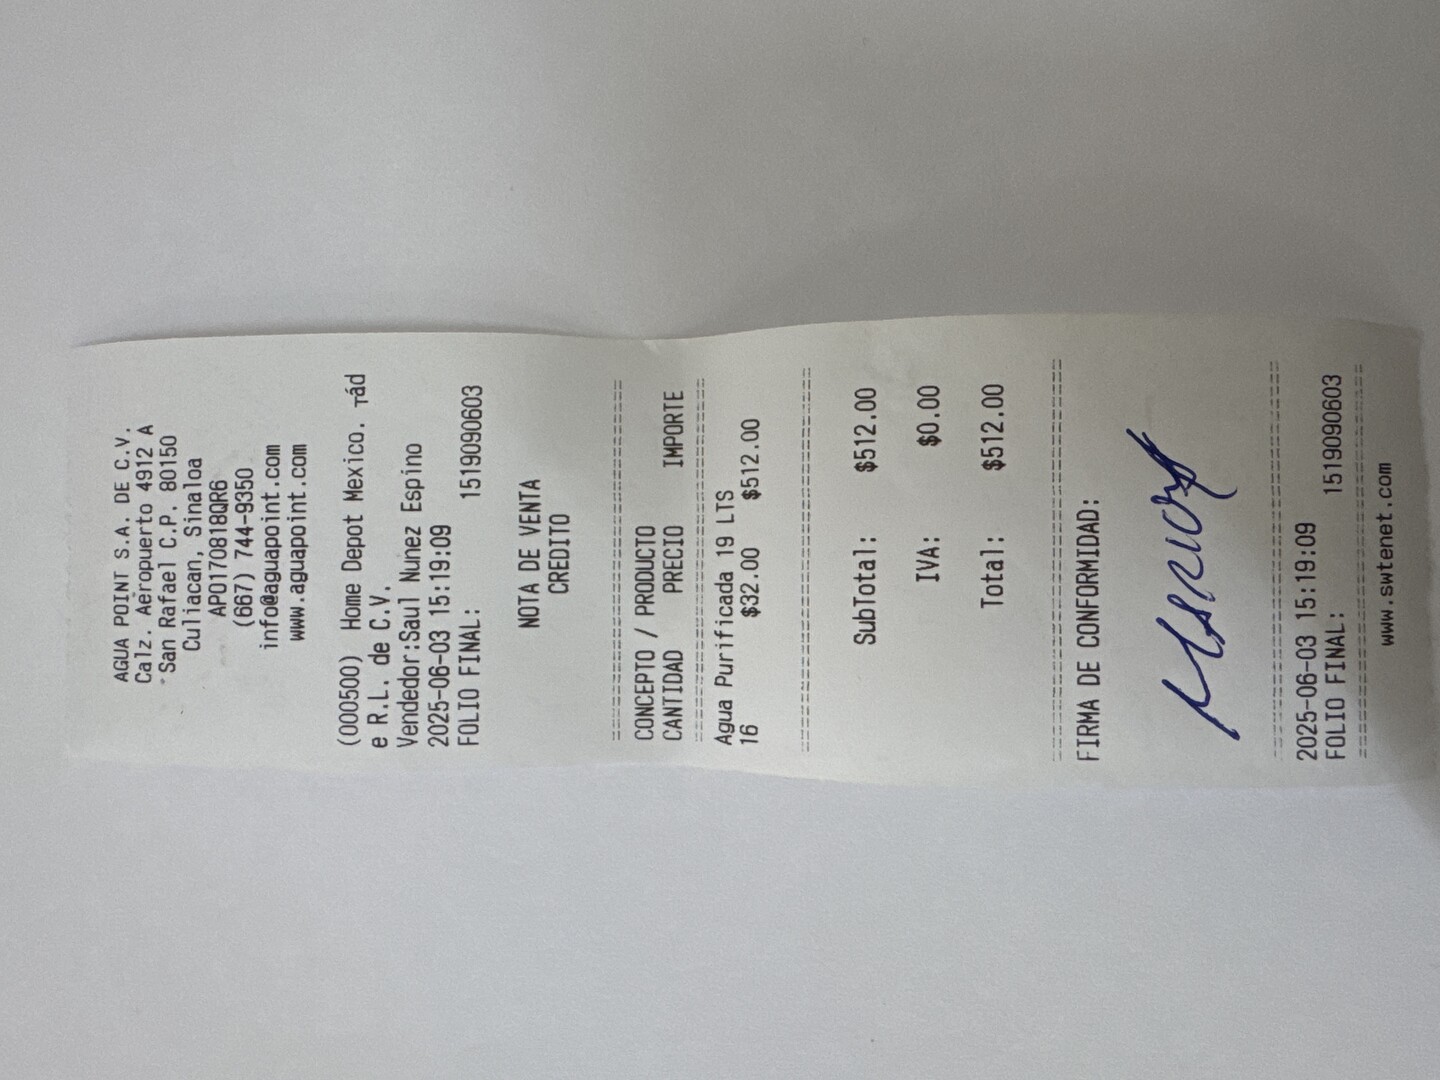 AGUA POINT S.A. DE C.V.
Calz. Aeropuerto 4912 A
San Rafael C.P. 80150
Culiacan, Sinaloa
APO170818QR6
(667) 744-9350
info@aguapoint.com
www.aguapoint.com
(000500) Home Depot Mexico.
e R.L. de C.V.
Vendedor:Saul Nunez Espino
2025-06-03 15:19:09
FOLIO FINAL: 1519090603
NOTA DE VENTA
CREDITO
CONCEPTO / PRODUCTO
CANTIDAD PRECIO IMPORTE
Agua Purificada 19 LTS
16 $32.00 $512.00
SubTotal: $512.00
IVA: $0.00
Total: $512.00
FIRMA DE CONFORMIDAD:
2025-06-03 15:19:09
FOLIO FINAL: 1519090603
www.swtenet.com